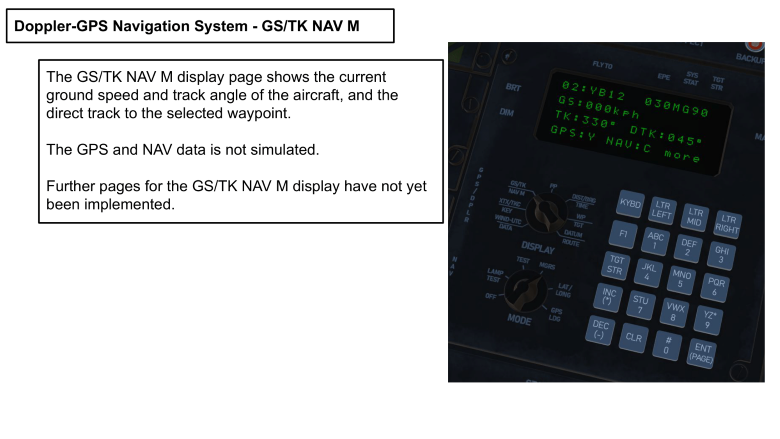 Doppler-GPS Navigation System - GS/TK NAV M
The GS/TK NAV M display page shows the current
ground speed and track angle of the aircraft, and the
direct track to the selected waypoint.
The GPS and NAV data is not simulated.
Further pages for the GS/TK NAV M display have not yet
been implemented.
BACKUP
FLYTO
EPE
SYS
STAT
TGT
STR
BRT
DIM
02:YB12 030MG90
GS:000kph
TK:330° DTK:045°
GPS:Y NAV:C more
GS/TK
NAV M
PP
DIST/BRG
TIME
XTK/TKC
KEY
WP
TGT
WIND-UTC
DATA
DATUM
ROUTE
DISPLAY
TEST
MGRS
LAMP
TEST
LAT/
LONG
OFF
GPS
LDG
MODE
KYBD
LTR
LEFT
LTR
MID
LTR
RIGHT
F1
ABC
1
DEF
2
GHI
3
TGT
STR
JKL
4
MNO
5
PQR
6
INC
(+)
STU
7
VWX
8
YZ*
9
DEC
(-)
CLR
#
0
ENT
(PAGE)